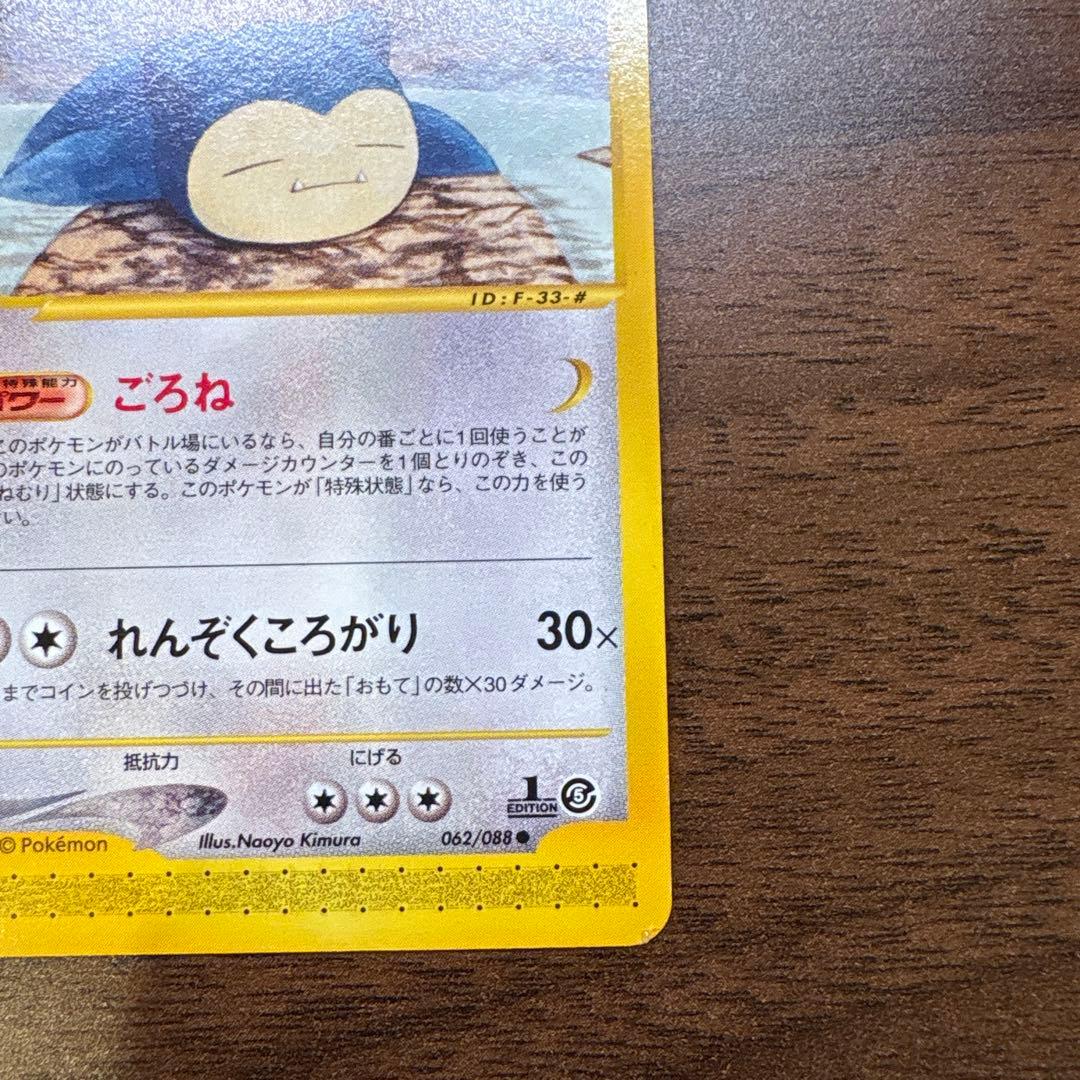 ID:F-33-#
特殊能力
パワー ごろね
このポケモンがバトル場にいるなら、自分の番ごとに1回使うことが
のポケモンにのっているダメージカウンターを1個とりのぞき、この
ねむり」状態にする。このポケモンが「特殊状態」なら、この力を使う
い。
れんぞくころがり 30×
までコインを投げつづけ、その間に出た「おもて」の数×30ダメージ。
抵抗力 にげる
1 EDITION 5
© Pokémon Illus.Naoyo Kimura 062/088 ●